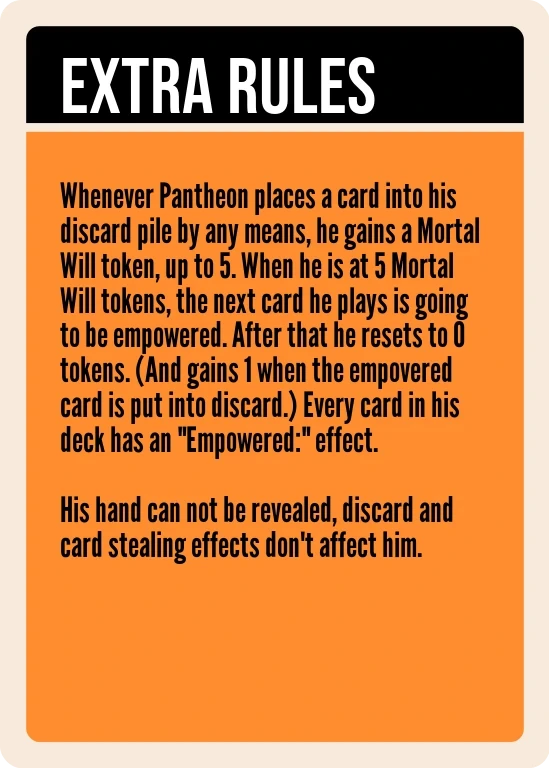 EXTRA RULES
Whenever Pantheon places a card into his
discard pile by any means, he gains a Mortal
Will token, up to 5. When he is at 5 Mortal
Will tokens, the next card he plays is going
to be empowered. After that he resets to 0
tokens. (And gains 1 when the empovered
card is put into discard.) Every card in his
deck has an "Empowered:" effect.
His hand can not be revealed, discard and
card stealing effects don't affect him.